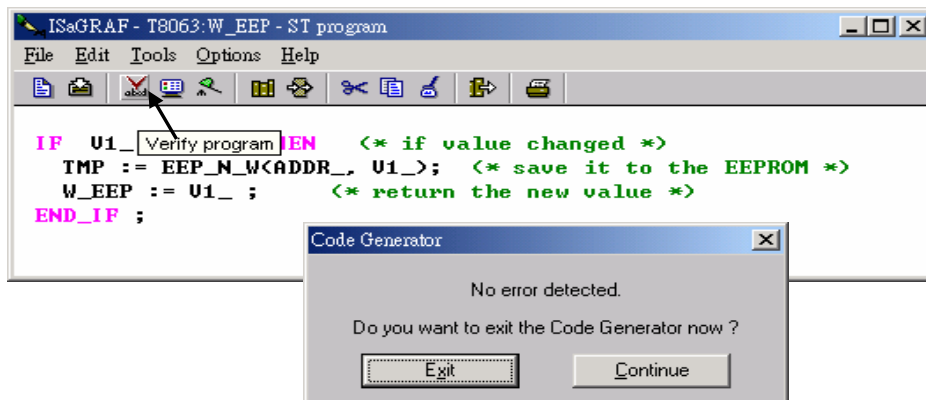 ISaGRAF - T8063:W_EEP - ST program
File Edit Tools Options Help
abcd
IF V1_ HEN (* if value changed *)
Verify program
TMP := EEP_N_W(ADDR_, V1_); (* save it to the EEPROM *)
W_EEP := V1_ ; (* return the new value *)
END_IF ;
Code Generator
No error detected.
Do you want to exit the Code Generator now ?
Exit Continue